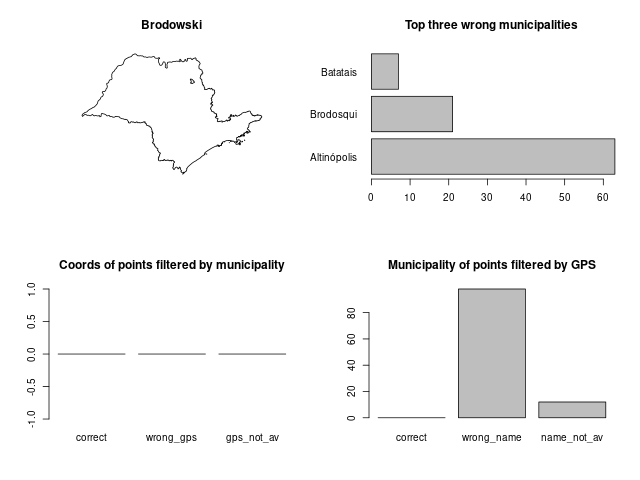 Brodowski
Top three wrong municipalities
Batatais
Brodosqui
Altinópolis
0 10 20 30 40 50 60
Coords of points filtered by municipality
1.0
0.5
0.0
-0.5
-1.0
correct wrong_gps gps_not_av
Municipality of points filtered by GPS
80
60
40
20
0
correct wrong_name name_not_av